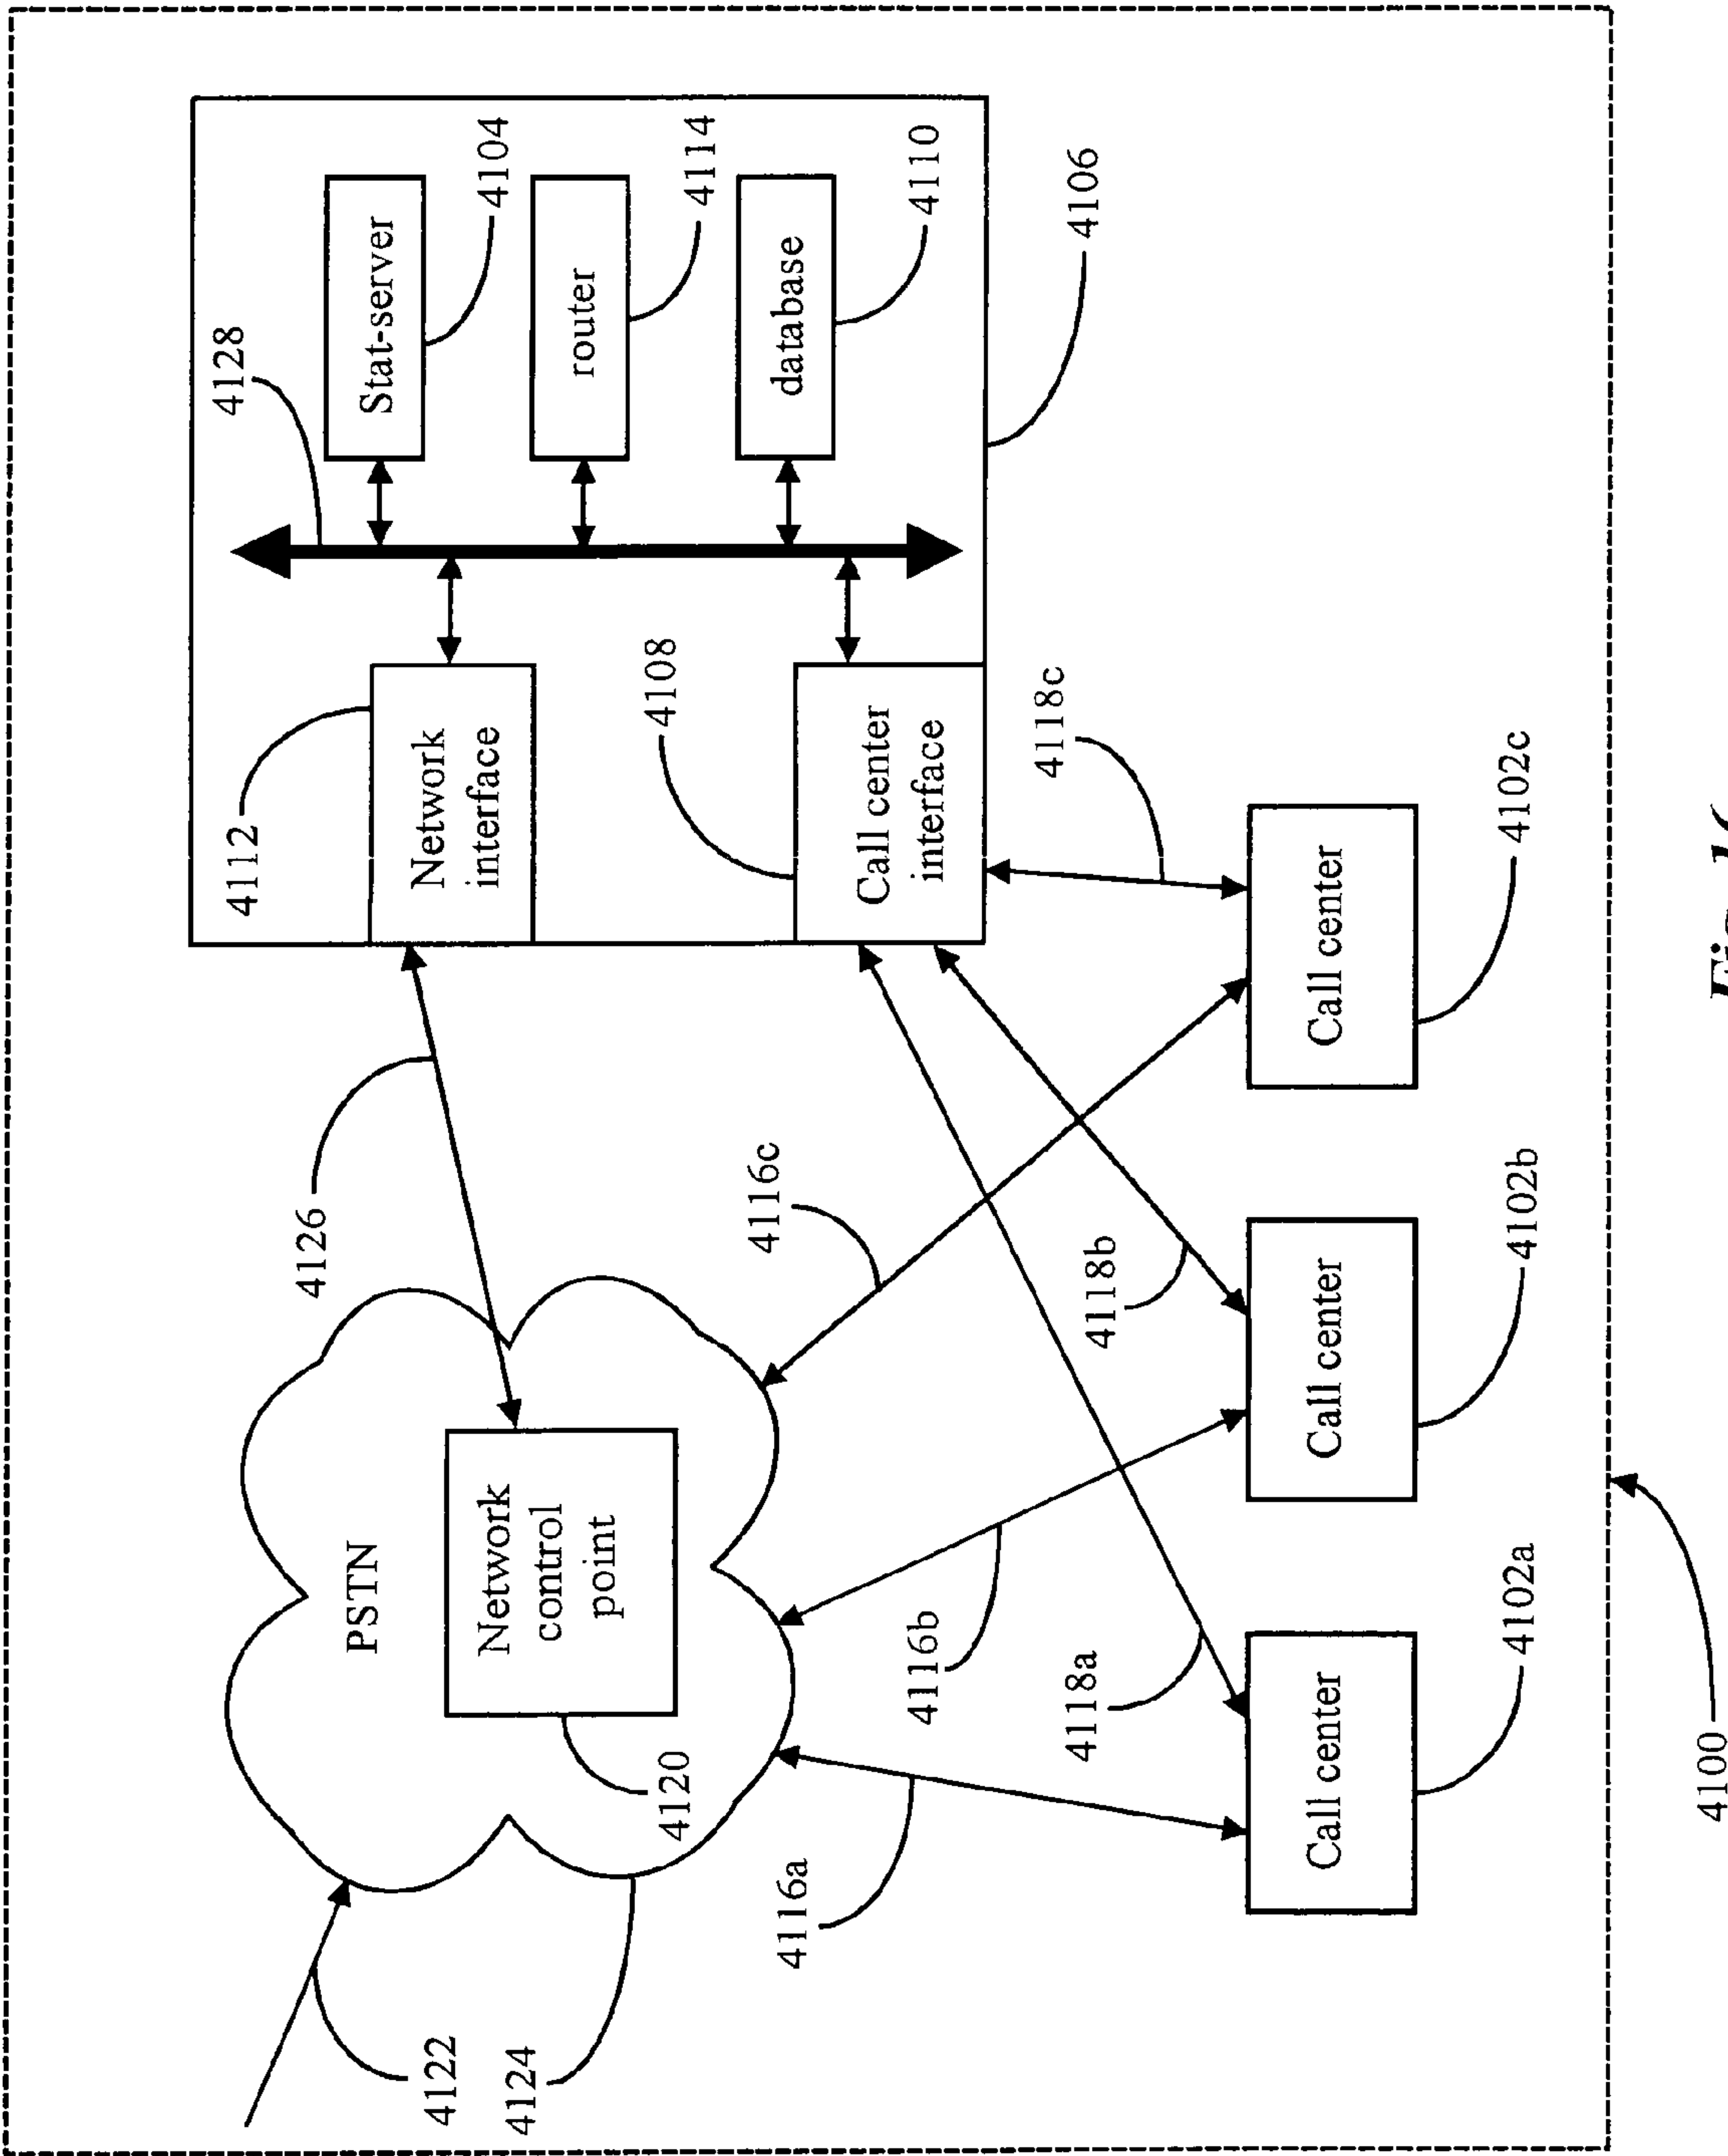 4128
Stat-server
4104
router
4114
database
4110
4106
4112
Network
interface
4108
Call center
interface
4118c
4126
4116c
4118b
PSTN
Network
control
point
4120
4122
4124
4116a
4116b
4118a
Call center
4102a
Call center
4102b
Call center
4102c
4100